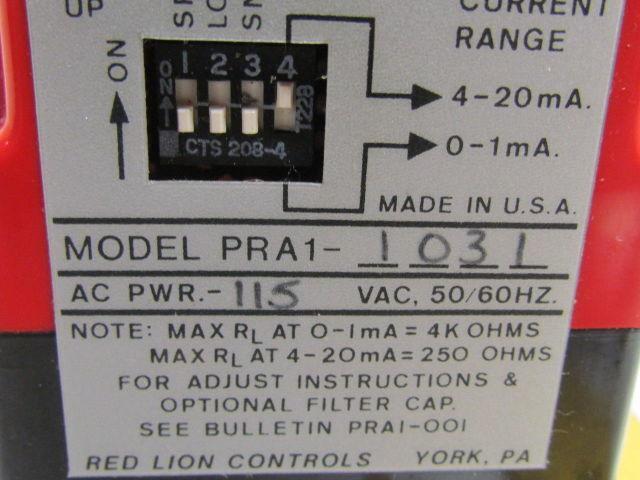 UP
CURRENT
RANGE
ON
ON
1 2 3 4
CTS 208-4
T228
4-20mA.
0-1mA.
MADE IN U.S.A.
MODEL PRA1- 1031
AC PWR.- 115 VAC, 50/60HZ.
NOTE: MAX RL AT 0-1mA = 4K OHMS
MAX RL AT 4-20mA = 250 OHMS
FOR ADJUST INSTRUCTIONS &
OPTIONAL FILTER CAP.
SEE BULLETIN PRA1-001
RED LION CONTROLS YORK, PA